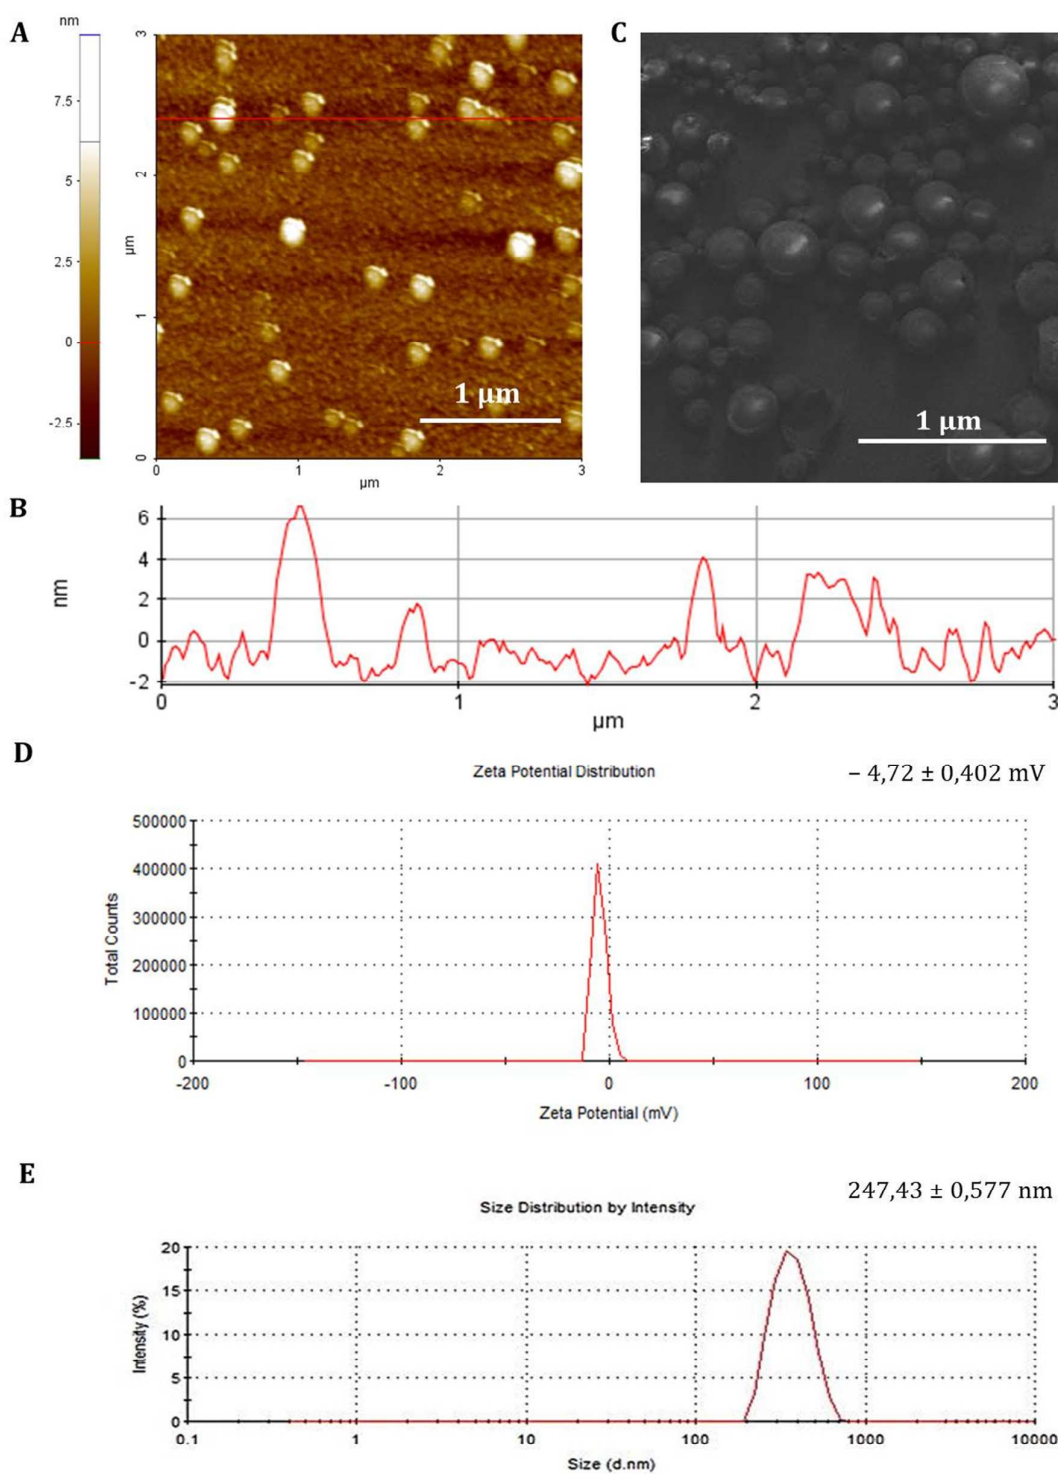 A
nm
7.5
5
2.5
0
-2.5
3
2
1
0
µm
1 µm
0 1 2 3
µm
C
1 µm
B
6
4
2
0
-2
nm
0 1 2 3
µm
D
Zeta Potential Distribution
− 4,72 ± 0,402 mV
500000
400000
300000
200000
100000
0
Total Counts
-200 -100 0 100 200
Zeta Potential (mV)
E
247,43 ± 0,577 nm
Size Distribution by Intensity
20
15
10
5
0
Intensity (%)
0.1 1 10 100 1000 10000
Size (d.nm)